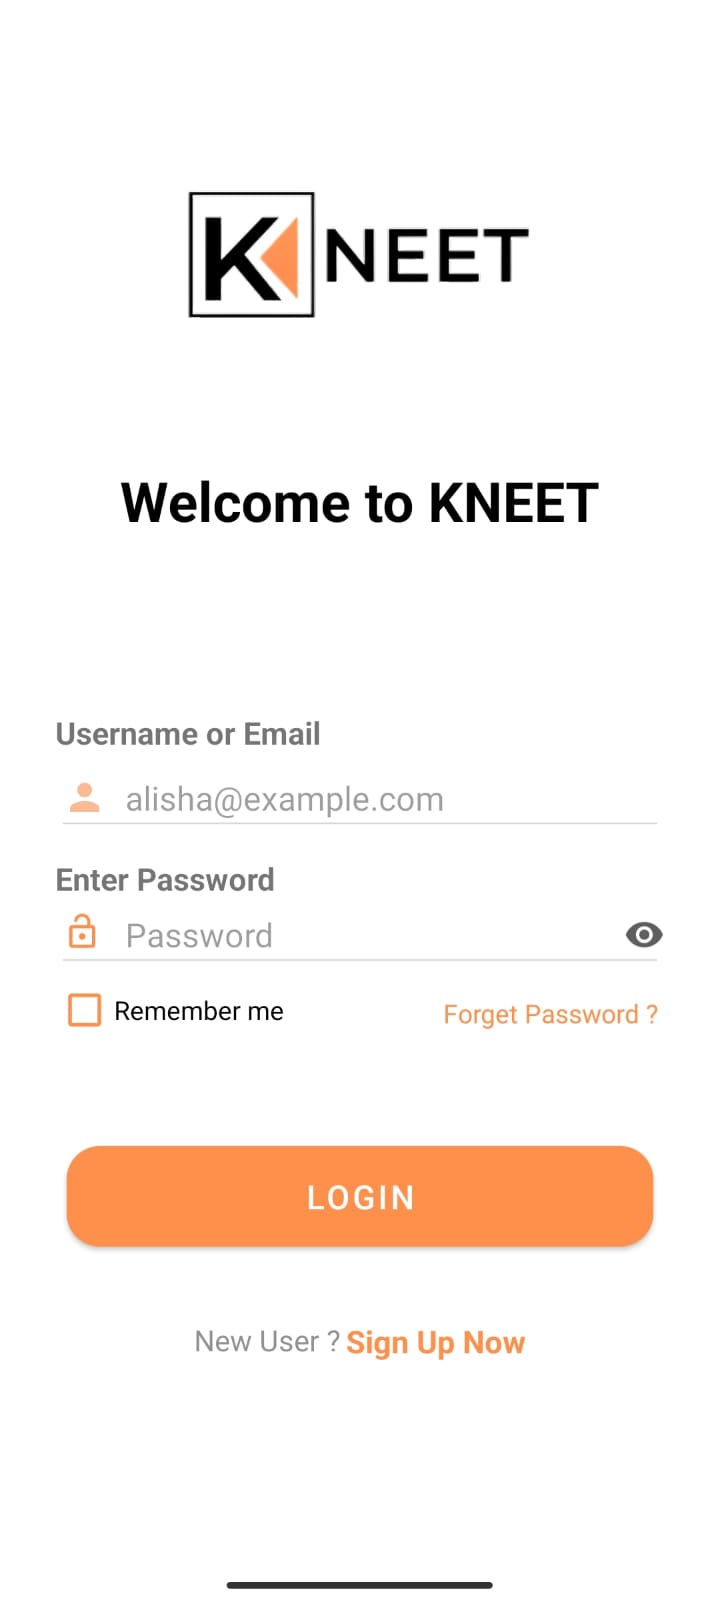 KNEET
Welcome to KNEET
Username or Email
alisha@example.com
Enter Password
Password
Remember me
Forget Password ?
LOGIN
New User ? Sign Up Now